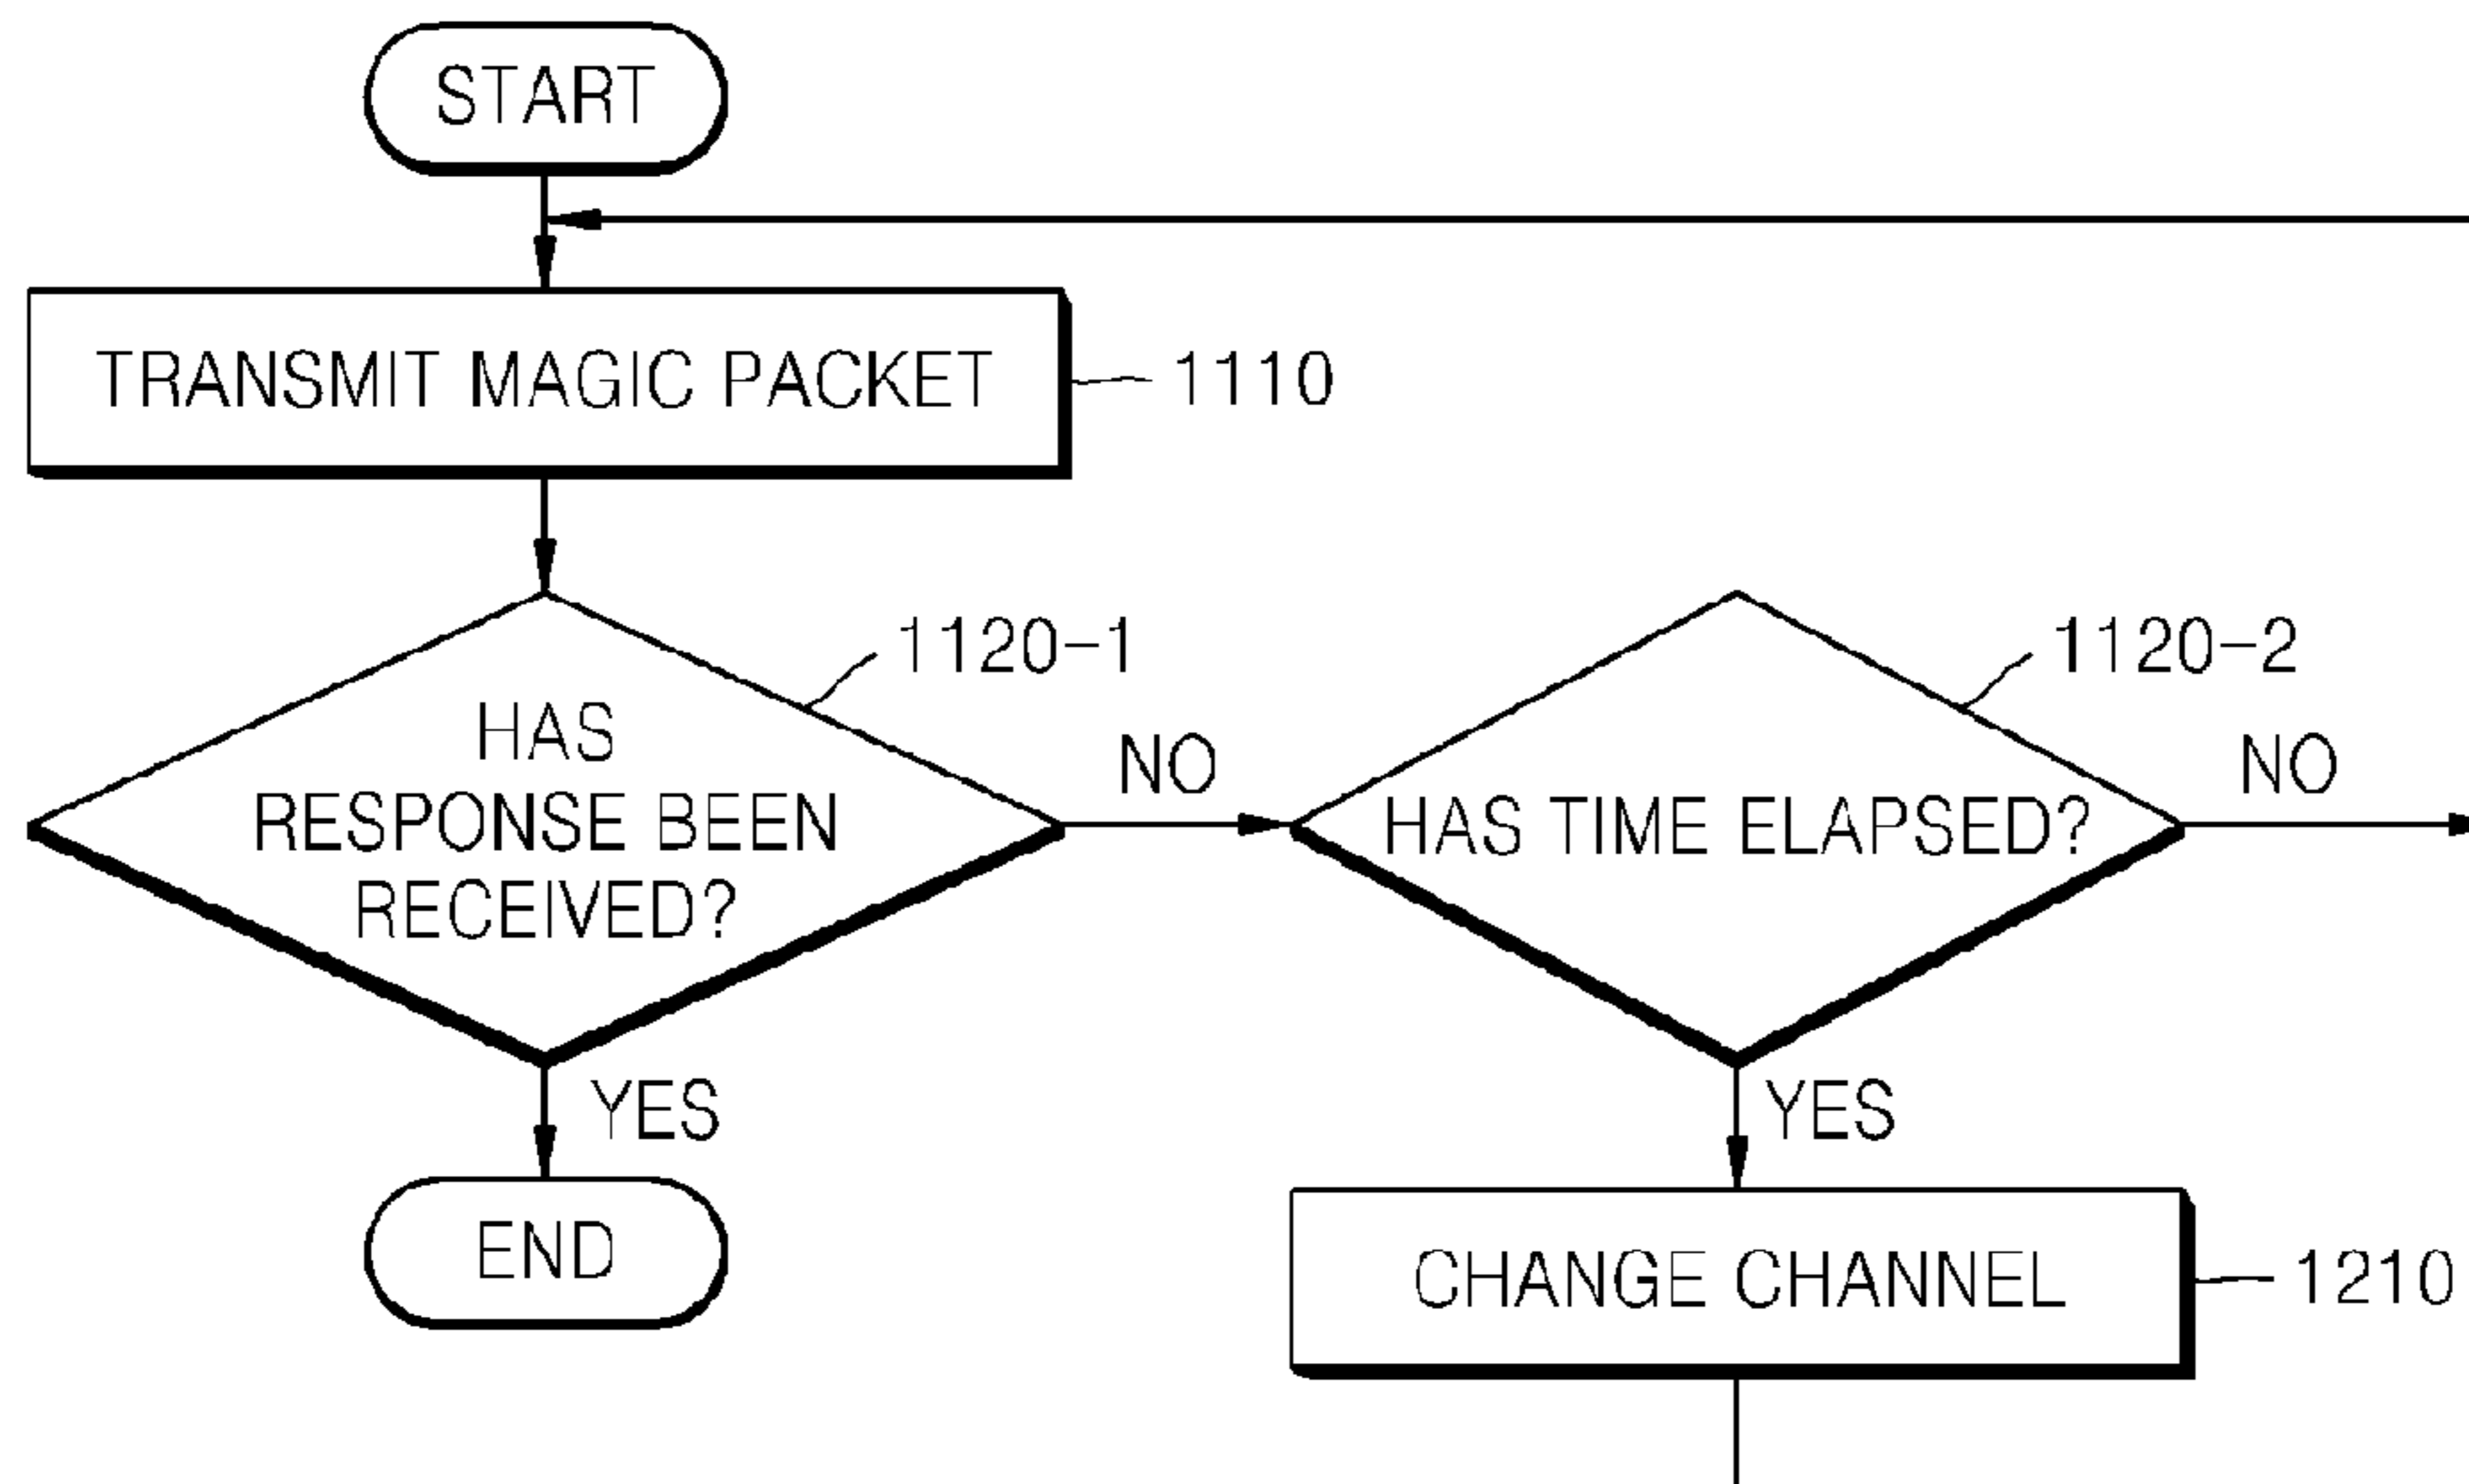 START
TRANSMIT MAGIC PACKET
1110
1120-1
1120-2
HAS
RESPONSE BEEN
RECEIVED?
NO
HAS TIME ELAPSED?
NO
YES
YES
END
CHANGE CHANNEL
1210